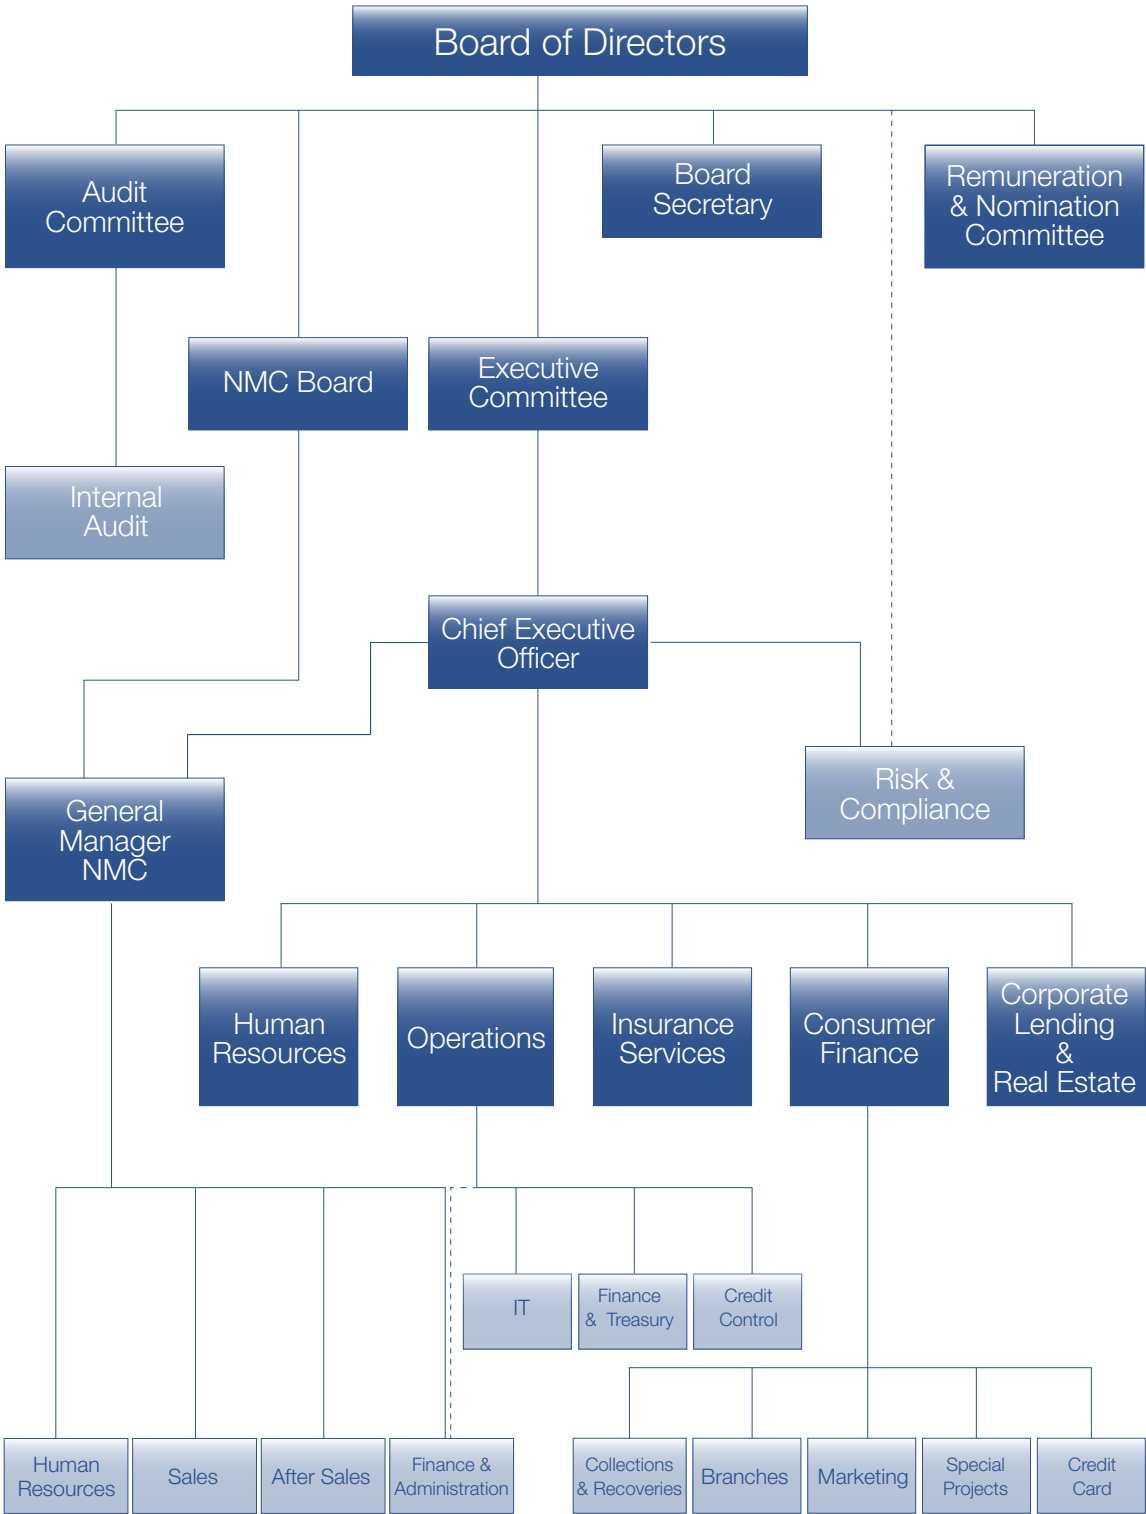 Board of Directors
Audit
Committee
Board
Secretary
Remuneration
& Nomination
Committee
NMC Board
Executive
Committee
Internal
Audit
Chief Executive
Officer
General
Manager
NMC
Risk &
Compliance
Human
Resources
Operations
Insurance
Services
Consumer
Finance
Corporate
Lending
&
Real Estate
IT
Finance
& Treasury
Credit
Control
Human
Resources
Sales
After Sales
Finance &
Administration
Collections
& Recoveries
Branches
Marketing
Special
Projects
Credit
Card